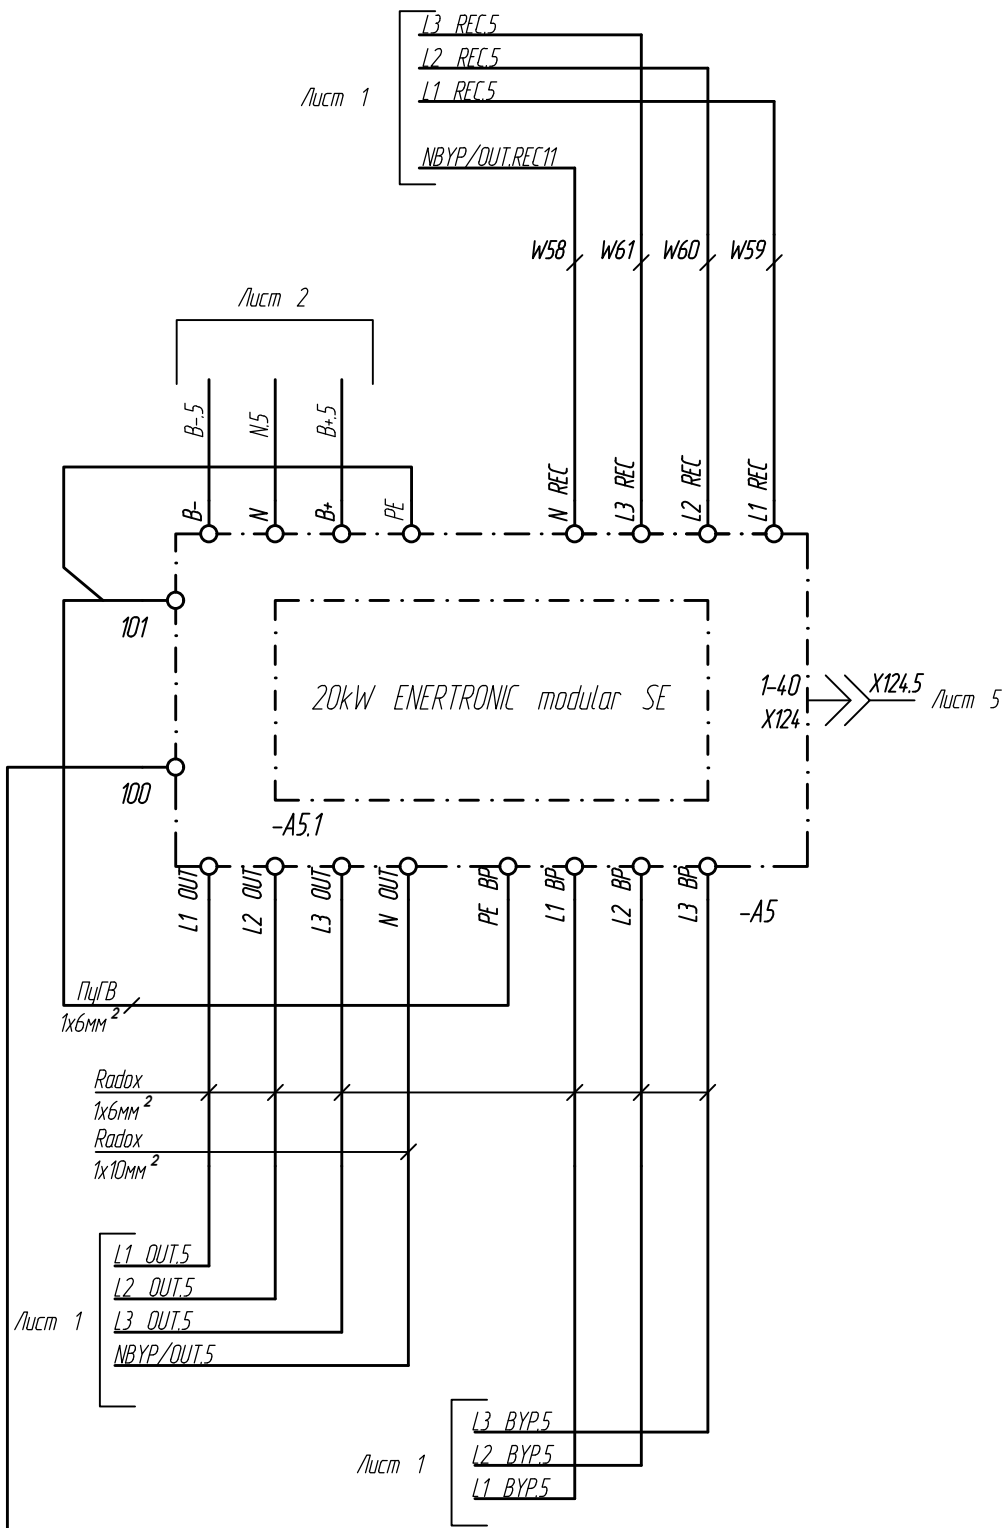 L3 REC.5
L2 REC.5
L1 REC.5
Лист 1
NBYP/OUT.REC11
W58 W61 W60 W59
Лист 2
B-.5 N.5 B+.5
B- N B+ PE N REC L3 REC L2 REC L1 REC
101
20kW ENERTRONIC modular SE
1-40 X124.5
Лист 5
X124
100
-A5.1
L1 OUT L2 OUT L3 OUT N OUT PE BP L1 BP L2 BP L3 BP
-A5
ПуГВ
1x6мм²
Radox
1x6мм²
Radox
1x10мм²
L1 OUT.5
L2 OUT.5
Лист 1
L3 OUT.5
NBYP/OUT.5
L3 BYP.5
Лист 1
L2 BYP.5
L1 BYP.5